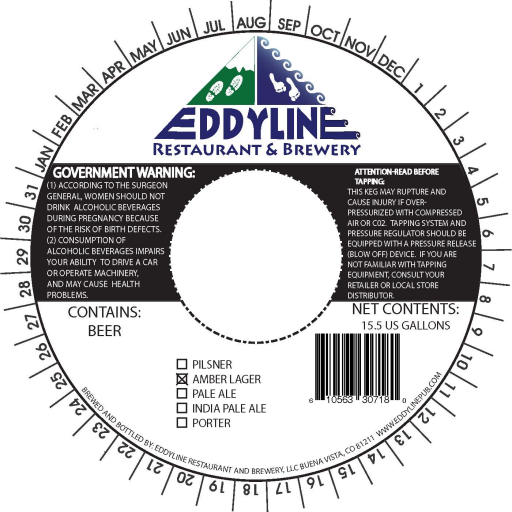 JAN FEB MAR APR MAY JUN JUL AUG SEP OCT NOV DEC
1 2 3 4 5 6 7 8 9 10 11 12 13 14 15 16 17 18 19 20 21 22 23 24 25 26 27 28 29 30 31
EDDYLINE
RESTAURANT & BREWERY
GOVERNMENT WARNING:
(1) ACCORDING TO THE SURGEON
GENERAL, WOMEN SHOULD NOT
DRINK ALCOHOLIC BEVERAGES
DURING PREGNANCY BECAUSE
OF THE RISK OF BIRTH DEFECTS.
(2) CONSUMPTION OF
ALCOHOLIC BEVERAGES IMPAIRS
YOUR ABILITY TO DRIVE A CAR
OR OPERATE MACHINERY,
AND MAY CAUSE HEALTH
PROBLEMS.
ATTENTION-READ BEFORE
TAPPING:
THIS KEG MAY RUPTURE AND
CAUSE INJURY IF OVER-
PRESSURIZED WITH COMPRESSED
AIR OR C02. TAPPING SYSTEM AND
PRESSURE REGULATOR SHOULD BE
EQUIPPED WITH A PRESSURE RELEASE
(BLOW OFF) DEVICE. IF YOU ARE
NOT FAMILIAR WITH TAPPING
EQUIPMENT, CONSULT YOUR
RETAILER OR LOCAL STORE
DISTRIBUTOR.
CONTAINS:
BEER
NET CONTENTS:
15.5 US GALLONS
PILSNER
AMBER LAGER
PALE ALE
INDIA PALE ALE
PORTER
6 10563 30718 0
BREWED AND BOTTLED BY: EDDYLINE RESTAURANT AND BREWERY, LLC BUENA VISTA, CO 81211 WWW.EDDYLINEPUB.COM